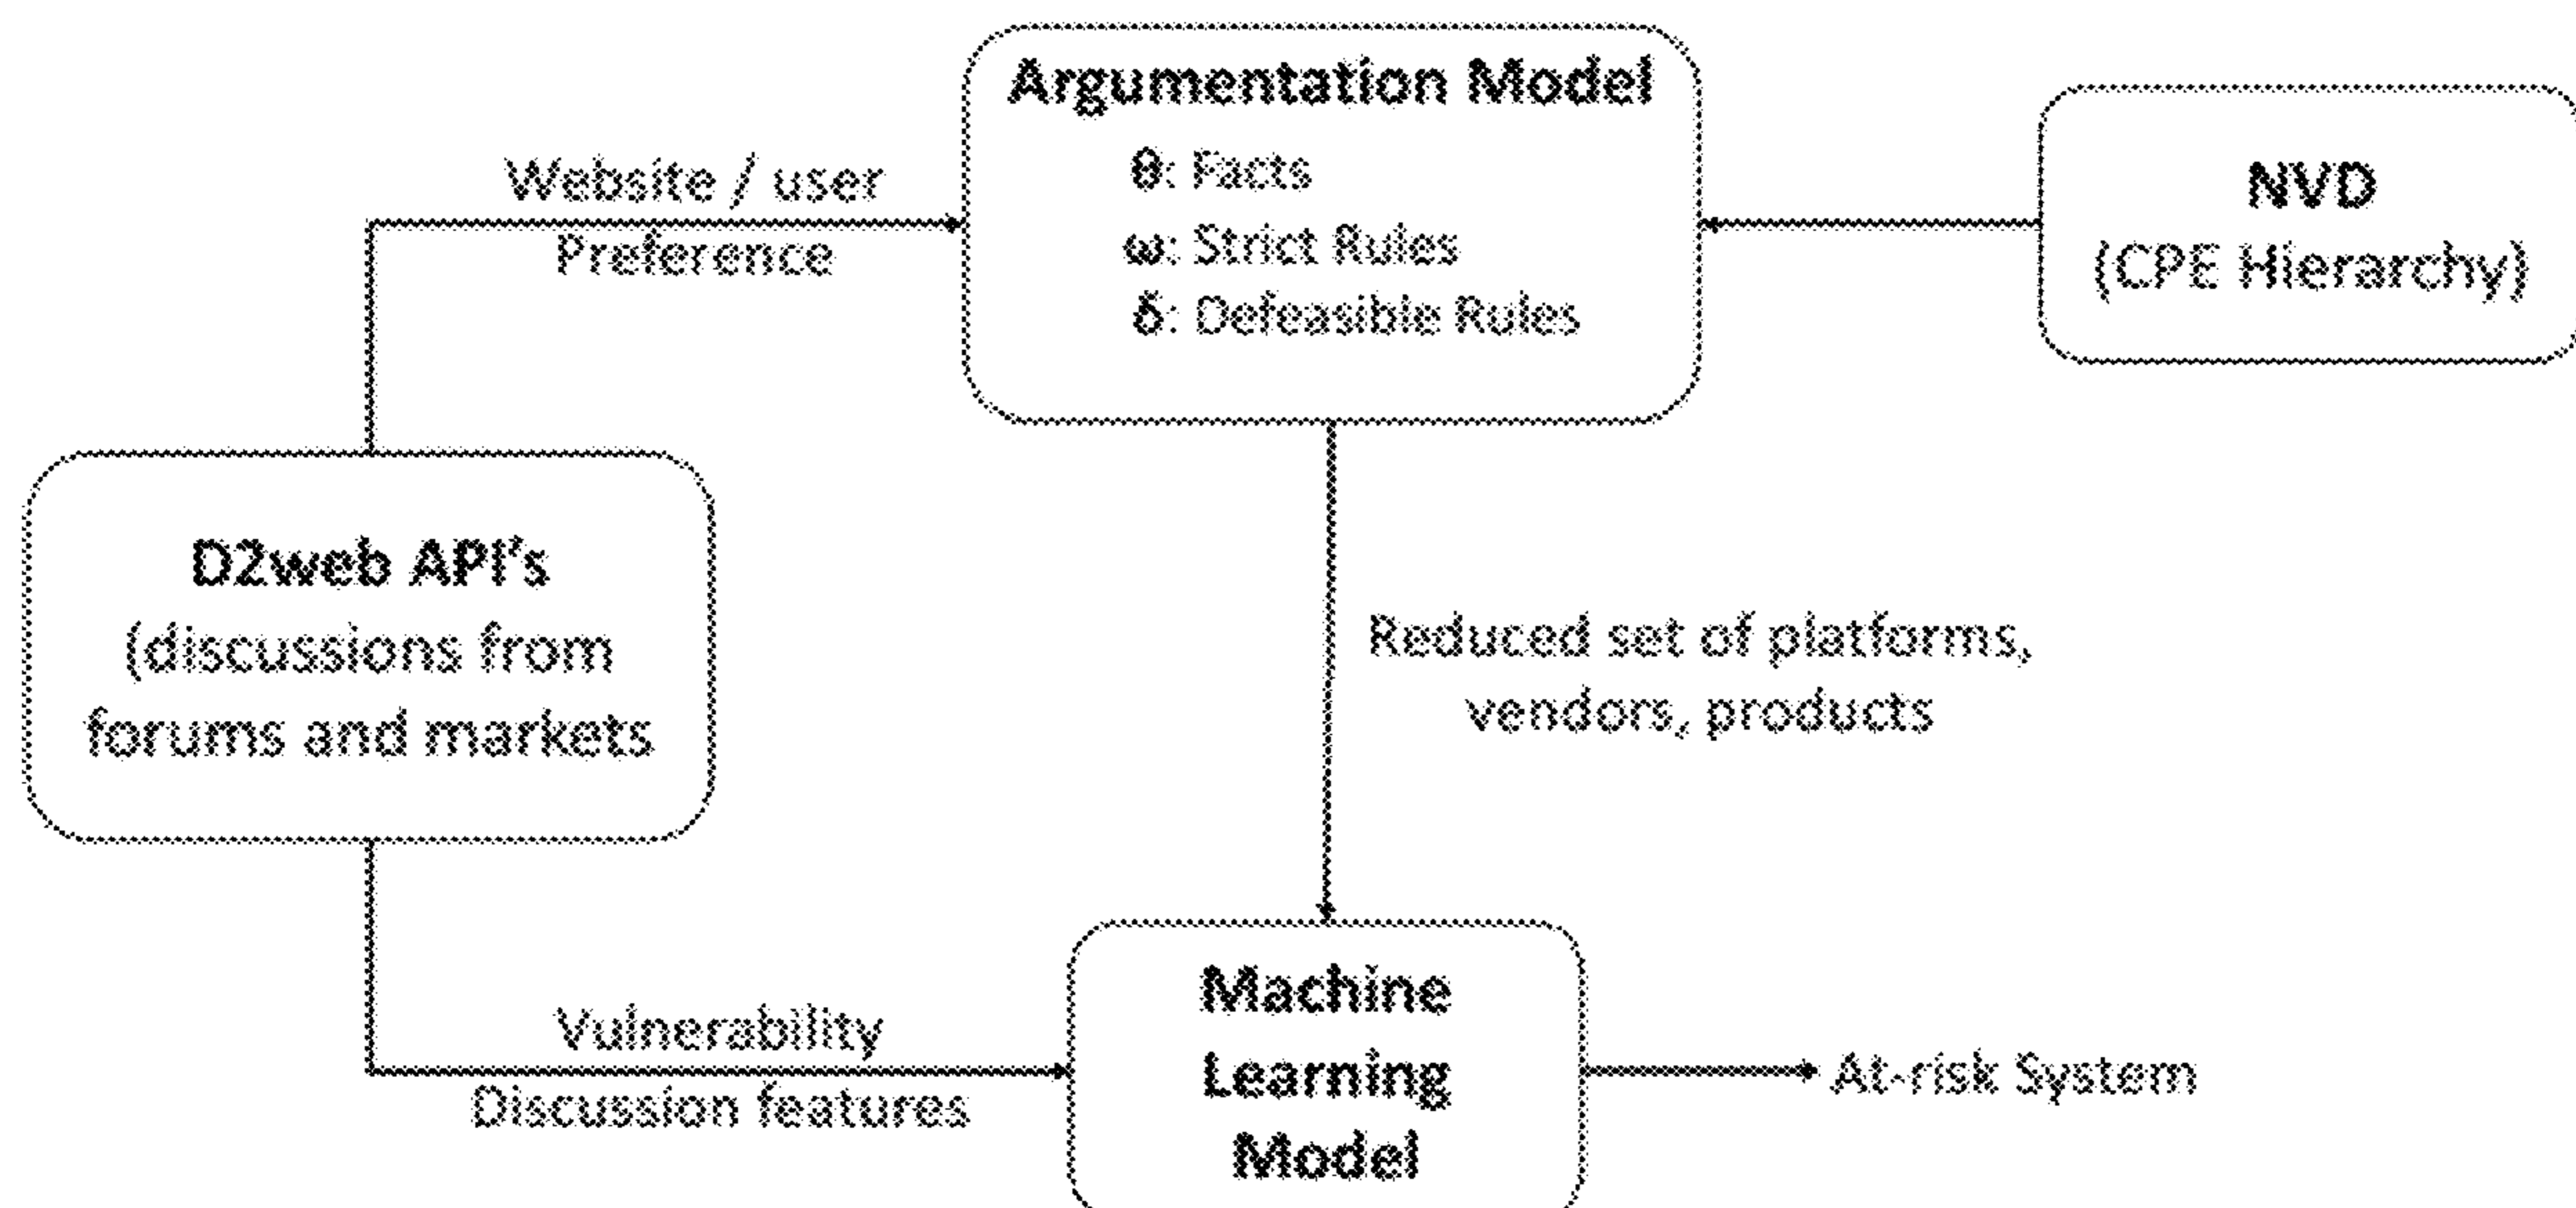 Argumentation Model
θ: Facts
ω: Strict Rules
δ: Defeasible Rules
NVD
(CPE Hierarchy)
Website / user
Preference
D2web API's
(discussions from
forums and markets
Reduced set of platforms,
vendors, products
Vulnerability
Discussion features
Machine
Learning
Model
At-risk System